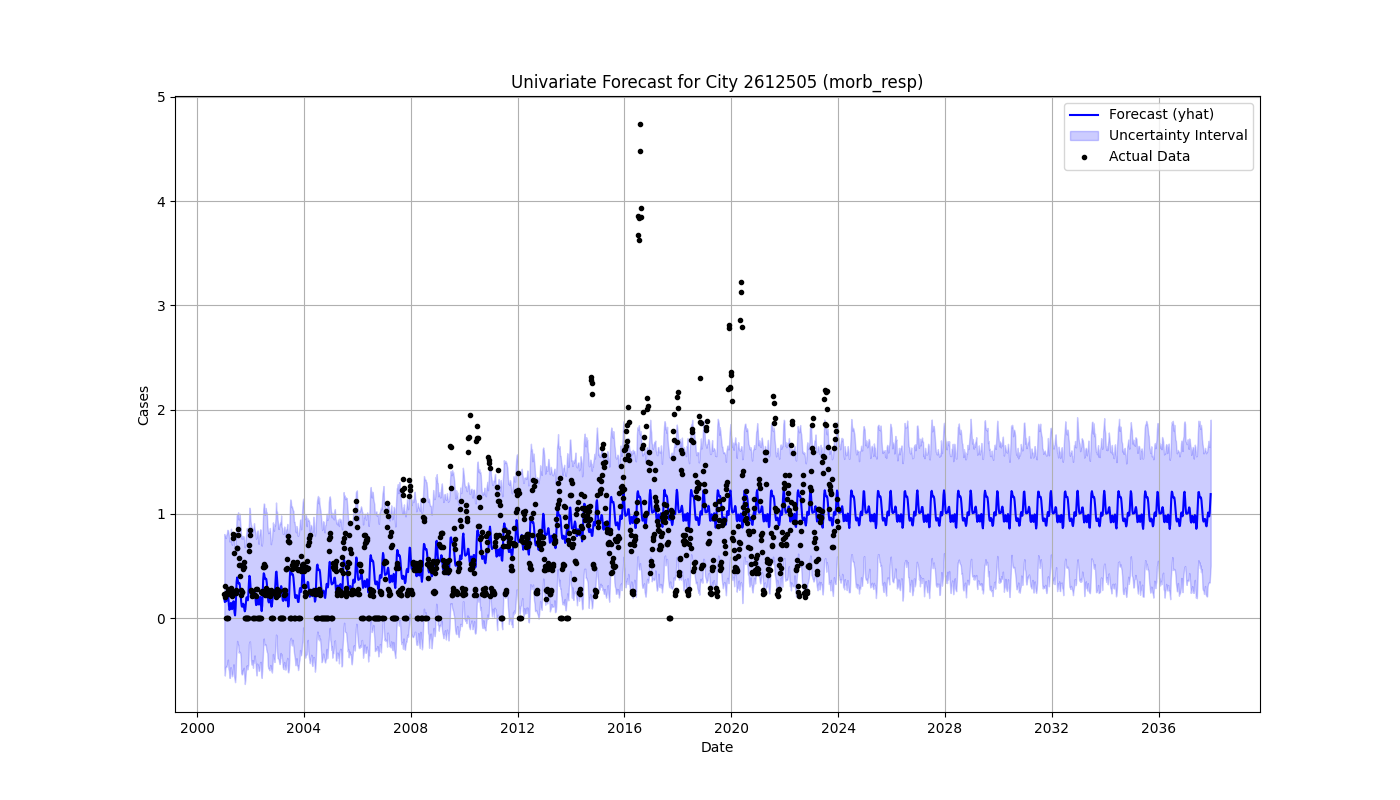 Univariate Forecast for City 2612505 (morb_resp)
Forecast (yhat)
Uncertainty Interval
Actual Data
Cases
5
4
3
2
1
0
2000 2004 2008 2012 2016 2020 2024 2028 2032 2036
Date